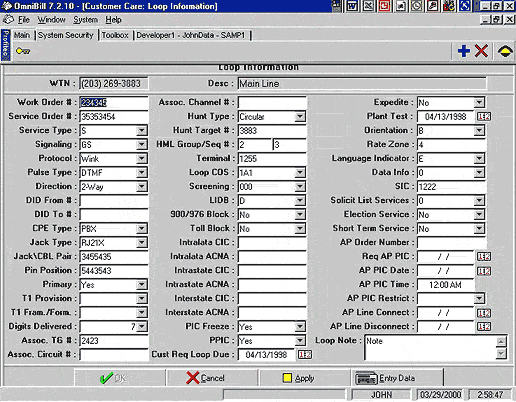 OmniBill 7.2.10 - [Customer Care: Loop Information]
File Window System Help
Main System Security Toolbox Developer1 - JohnData - SAMP1
Profiles
Loop Information
WTN : (203) 269-3883 Desc : Main Line
Work Order # : 234345 Assoc. Channel # : Expedite : No
Service Order # : 35353454 Hunt Type : Circular Plant Test : 04/13/1998
Service Type : S Hunt Target # : 3883 Orientation : B
Signaling : GS HML Group/Seq # : 2 3 Rate Zone : 4
Protocol : Wink Terminal : 1255 Language Indicator : E
Pulse Type : DTMF Loop COS : 1A1 Data Info : 0
Direction : 2-Way Screening : 000 SIC : 1222
DID From # : LIDB : D Solicit List Services : 0
DID To # : 900/976 Block : No Election Service : No
CPE Type : PBX Toll Block : No Short Term Service : No
Jack Type : RJ21X Intralata CIC : AP Order Number :
Jack\CBL Pair : 3455435 Intralata ACNA : Req AP PIC : / /
Pin Position : 5443543 Intrastate CIC : AP PIC Date : / /
Primary : Yes Intrastate ACNA : AP PIC Time : 12:00 AM
T1 Provision : Interstate CIC : AP PIC Restrict :
T1 Fram./Form. : Interstate ACNA : AP Line Connect : / /
Digits Delivered : 7 PIC Freeze : Yes AP Line Disconnect : / /
Assoc. TG # : 2423 PPIC : Yes Loop Note : Note
Assoc. Circuit # : Cust Req Loop Due : 04/13/1998
OK Cancel Apply Entry Data
JOHN 03/29/2000 2:58:47